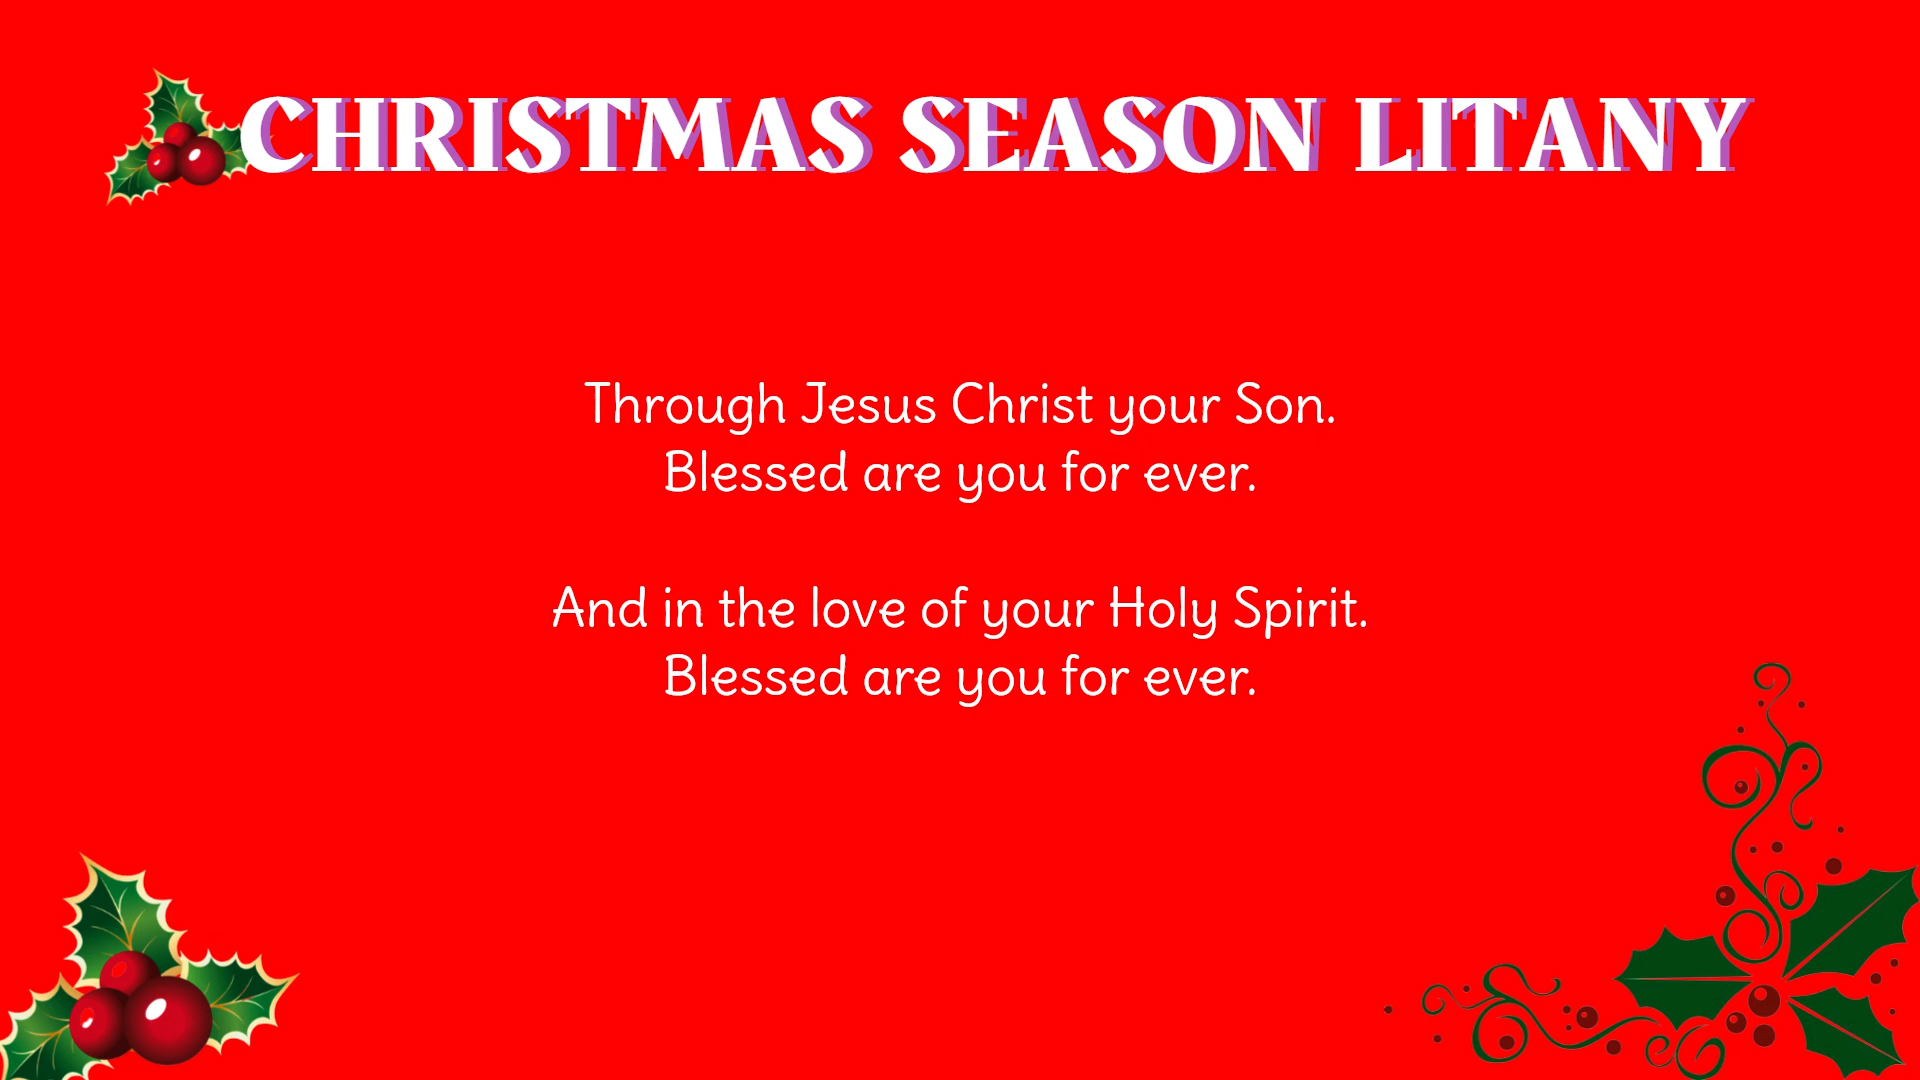 CHRISTMAS SEASON LITANY
Through Jesus Christ your Son.
Blessed are you for ever.
And in the love of your Holy Spirit.
Blessed are you for ever.